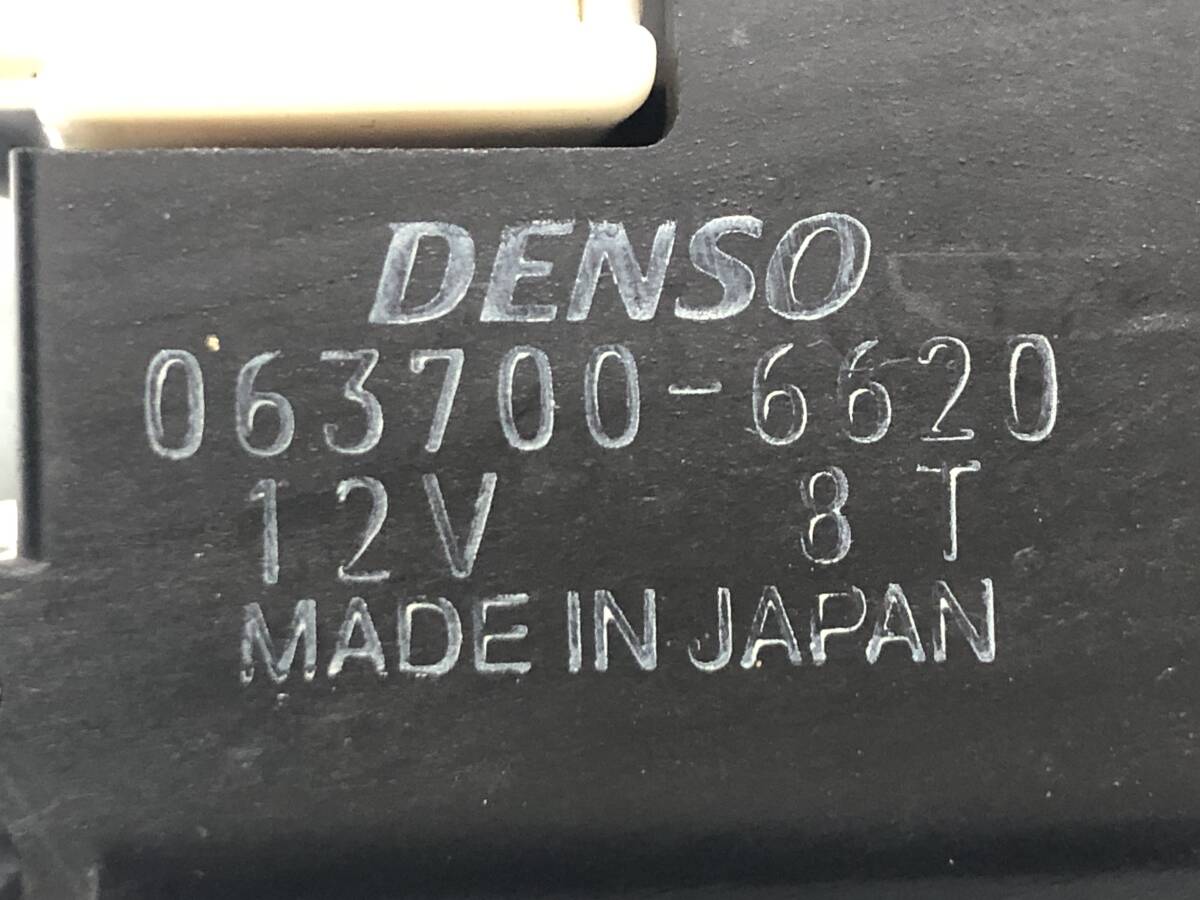 DENSO
063700-6620
12V 8T
MADE IN JAPAN